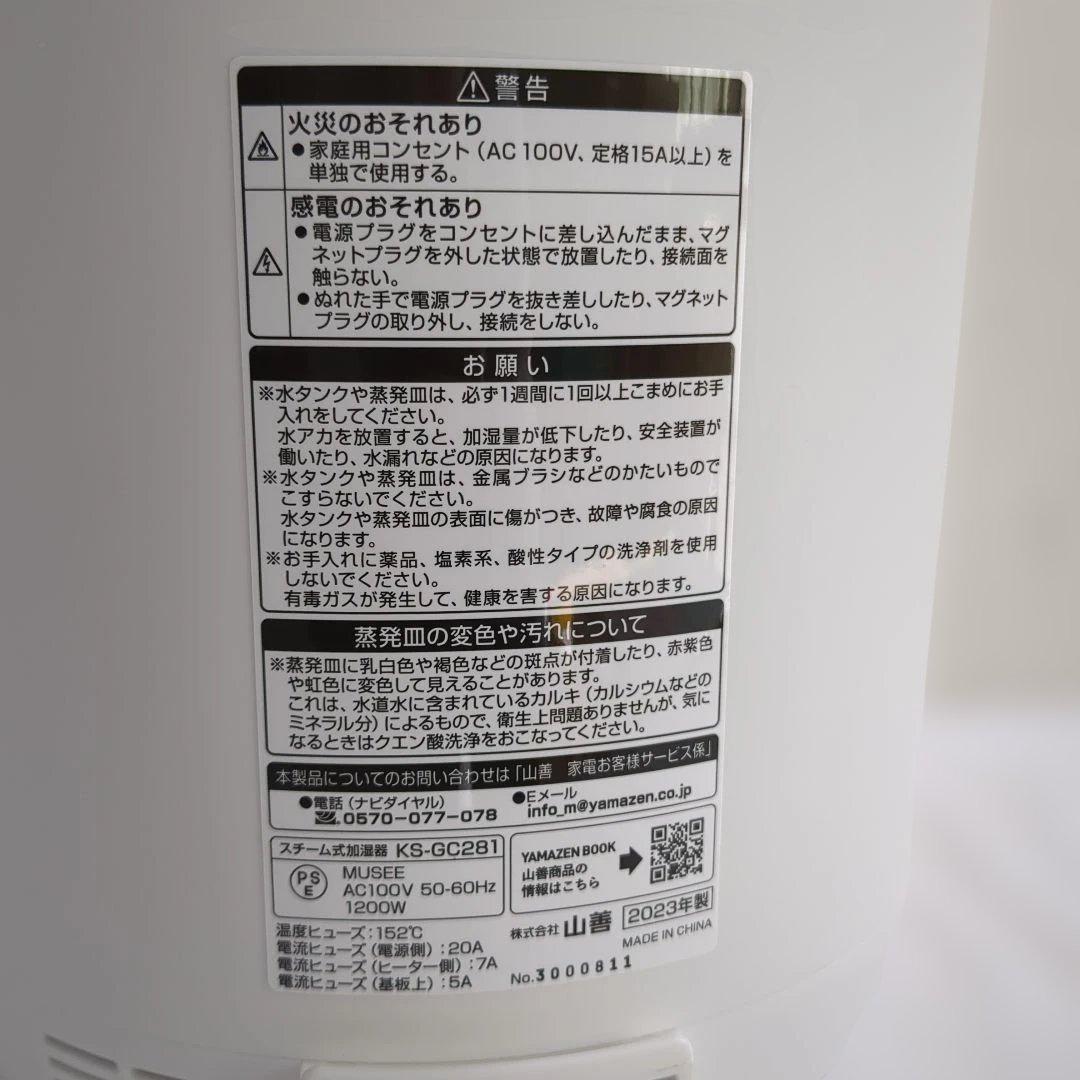 警告
火災のおそれあり
●家庭用コンセント（AC100V、定格15A以上）を
単独で使用する。
感電のおそれあり
●電源プラグをコンセントに差し込んだまま、マグ
ネットプラグを外した状態で放置したり、接続面を
触らない。
●ぬれた手で電源プラグを抜き差ししたり、マグネット
プラグの取り外し、接続をしない。
お願い
※水タンクや蒸発皿は、必ず1週間に1回以上こまめにお手
入れをしてください。
水アカを放置すると、加湿量が低下したり、安全装置が
働いたり、水漏れなどの原因になります。
※水タンクや蒸発皿は、金属ブラシなどのかたいもので
こすらないでください。
水タンクや蒸発皿の表面に傷がつき、故障や腐食の原因
になります。
※お手入れに薬品、塩素系、酸性タイプの洗浄剤を使用
しないでください。
有毒ガスが発生して、健康を害する原因になります。
蒸発皿の変色や汚れについて
※蒸発皿に乳白色や褐色などの斑点が付着したり、赤紫色
や虹色に変色して見えることがあります。
これは、水道水に含まれているカルキ（カルシウムなどの
ミネラル分）によるもので、衛生上問題ありませんが、気に
なるときはクエン酸洗浄をおこなってください。
本製品についてのお問い合わせは「山善 家電お客様サービス係」
●電話（ナビダイヤル）
0570-077-078
●Eメール
info_m@yamazen.co.jp
スチーム式加湿器 KS-GC281
PS
E
MUSEE
AC100V 50-60Hz
1200W
YAMAZEN BOOK
山善商品の
情報はこちら
温度ヒューズ：152℃
電流ヒューズ（電源側）：20A
電流ヒューズ（ヒーター側）：7A
電流ヒューズ（基板上）：5A
株式会社 山善 2023年製
MADE IN CHINA
No.3000811